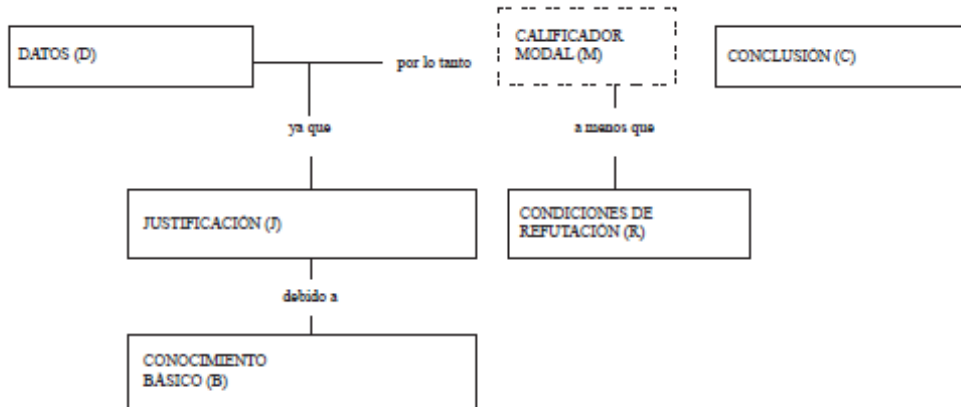 DATOS (D)
por lo tanto
CALIFICADOR
MODAL (M)
CONCLUSIÓN (C)
ya que
a menos que
JUSTIFICACIÓN (J)
CONDICIONES DE
REFUTACIÓN (R)
debido a
CONOCIMIENTO
BÁSICO (B)